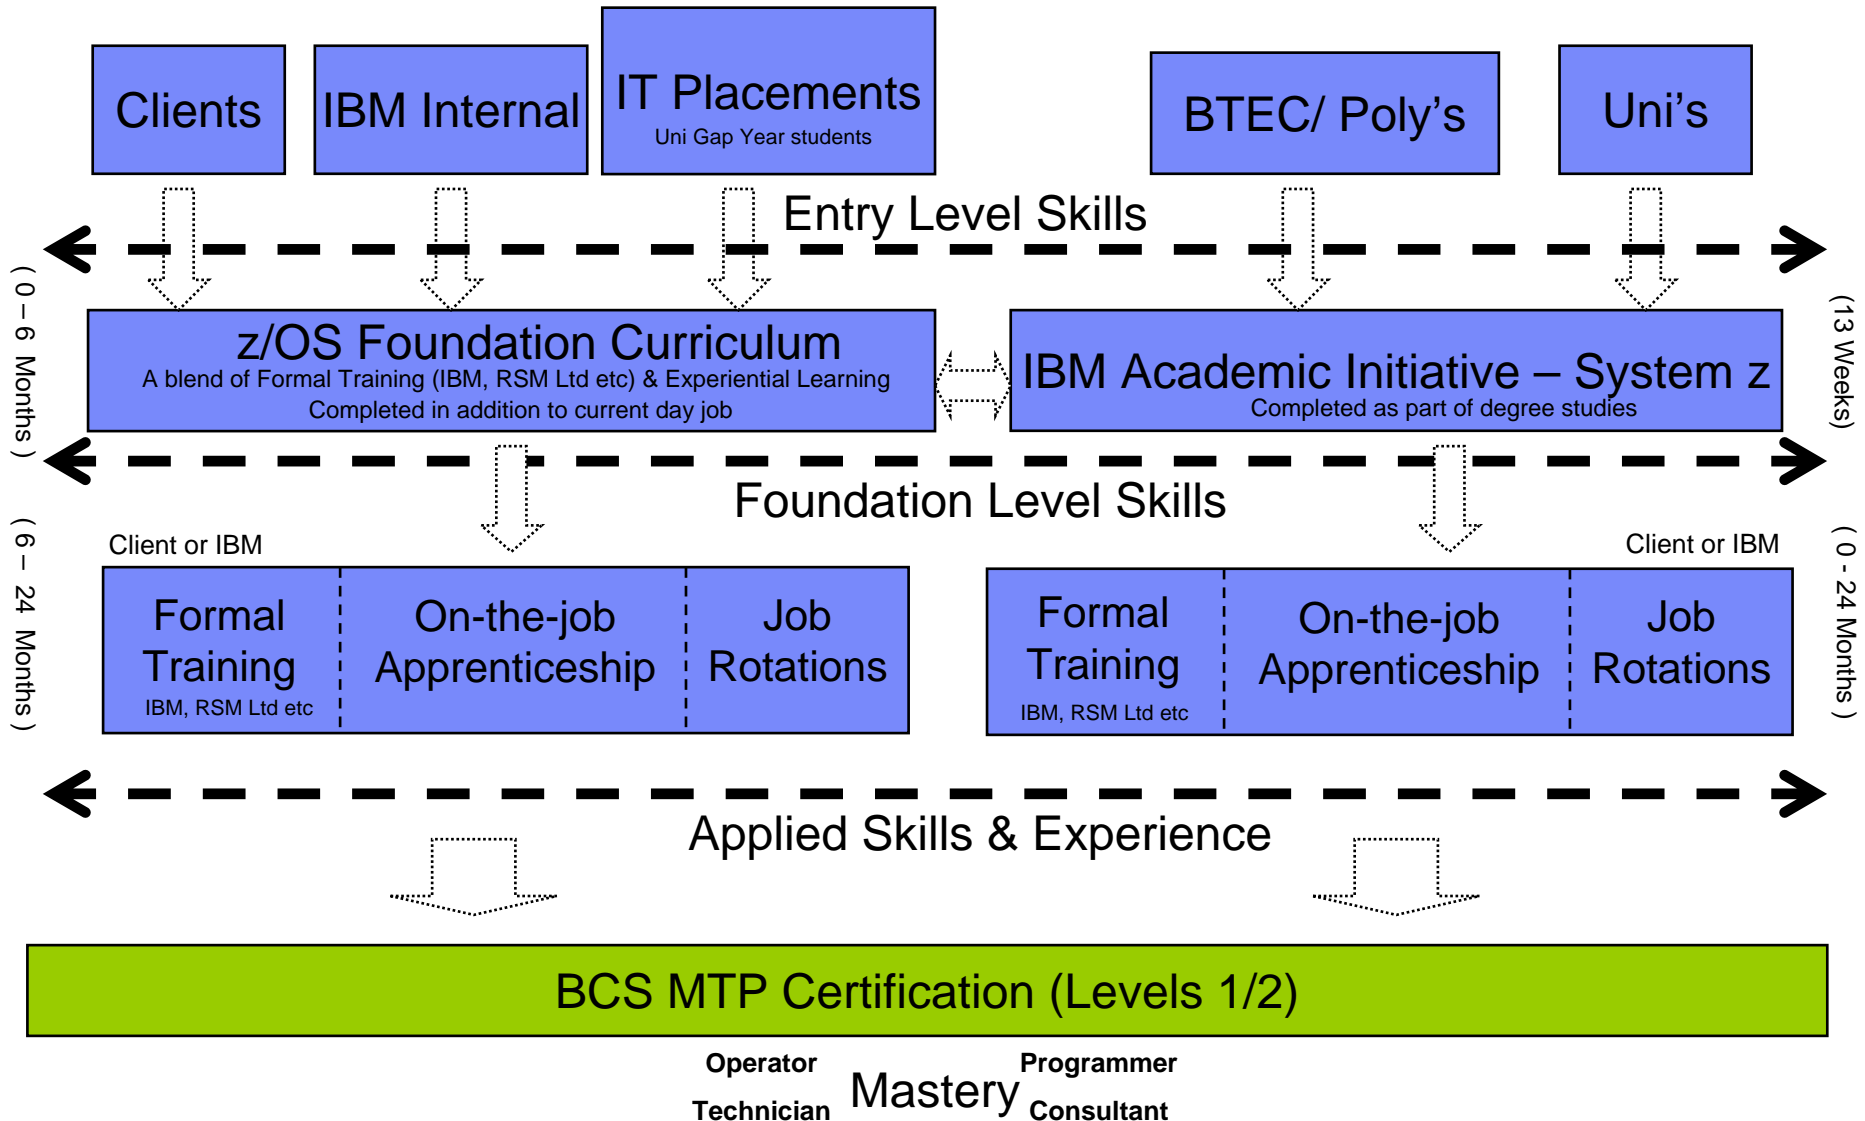 Clients
IBM Internal
IT Placements
Uni Gap Year students
BTEC/ Poly's
Uni's
Entry Level Skills
( 0 – 6 Months )
z/OS Foundation Curriculum
A blend of Formal Training (IBM, RSM Ltd etc) & Experiential Learning
Completed in addition to current day job
IBM Academic Initiative – System z
Completed as part of degree studies
(13 Weeks)
Foundation Level Skills
( 6 – 24 Months )
Client or IBM
Formal
Training
IBM, RSM Ltd etc
On-the-job
Apprenticeship
Job
Rotations
Client or IBM
Formal
Training
IBM, RSM Ltd etc
On-the-job
Apprenticeship
Job
Rotations
( 0 - 24 Months )
Applied Skills & Experience
BCS MTP Certification (Levels 1/2)
Operator
Programmer
Mastery
Technician
Consultant